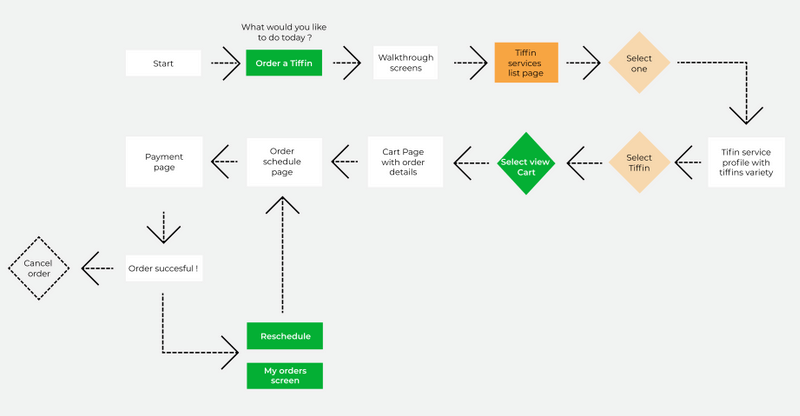 What would you like
to do today ?
Start
Order a Tiffin
Walkthrough
screens
Tiffin
services
list page
Select
one
Tifin service
profile with
tiffins variety
Select
Tiffin
Select view
Cart
Cart Page
with order
details
Order
schedule
page
Payment
page
Order succesful !
Cancel
order
Reschedule
My orders
screen